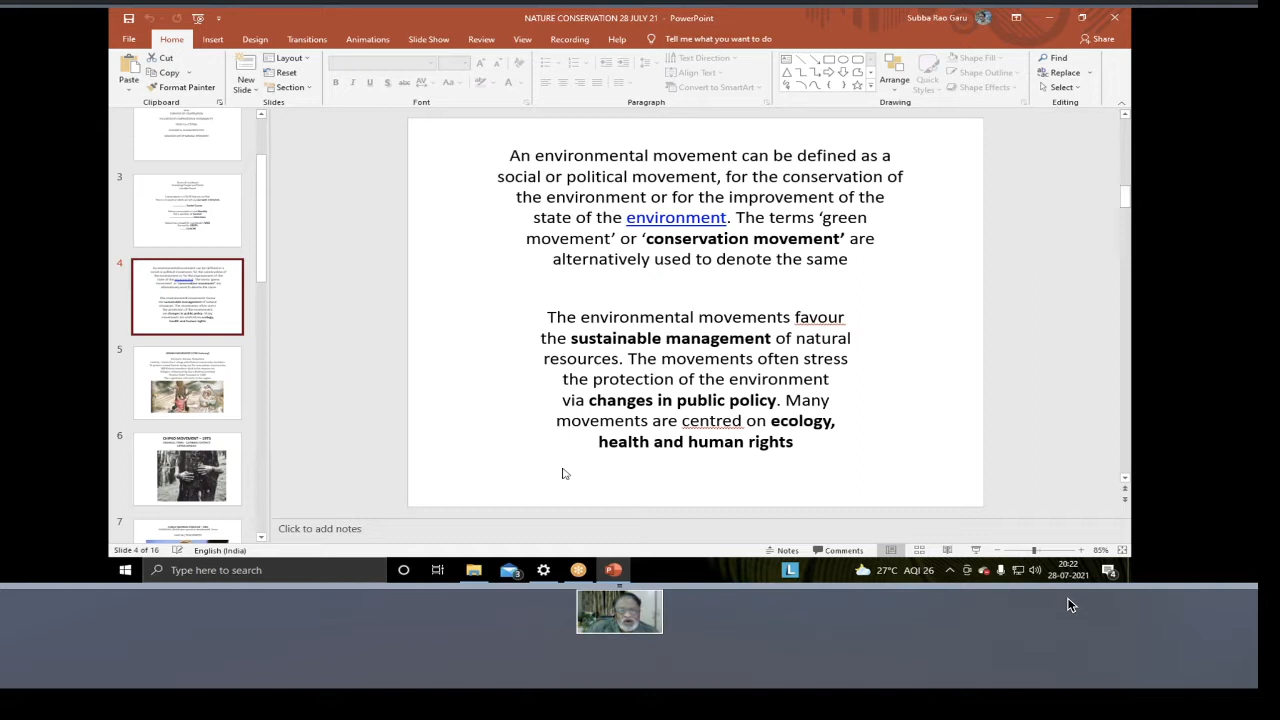 NATURE CONSERVATION 28 JULY 21 - PowerPoint
Subba Rao Garu
File Home Insert Design Transitions Animations Slide Show Review View Recording Help Tell me what you want to do Share
Paste
Cut
Copy
Format Painter
Clipboard
New
Slide
Layout
Reset
Section
Slides
B I U S abc AV Aa
Font
Text Direction
Align Text
Convert to SmartArt
Paragraph
Arrange
Quick
Styles
Shape Fill
Shape Outline
Shape Effects
Drawing
Find
Replace
Select
Editing
3
4
5
6
CHIPKO MOVEMENT – 1973
7
An environmental movement can be defined as a
social or political movement, for the conservation of
the environment or for the improvement of the
state of the environment. The terms ‘green
movement’ or ‘conservation movement’ are
alternatively used to denote the same
The environmental movements favour
the sustainable management of natural
resources. The movements often stress
the protection of the environment
via changes in public policy. Many
movements are centred on ecology,
health and human rights
Click to add notes
Slide 4 of 16 English (India) Notes Comments 85%
Type here to search
3
L
27°C AQI 26
20:22
28-07-2021
4